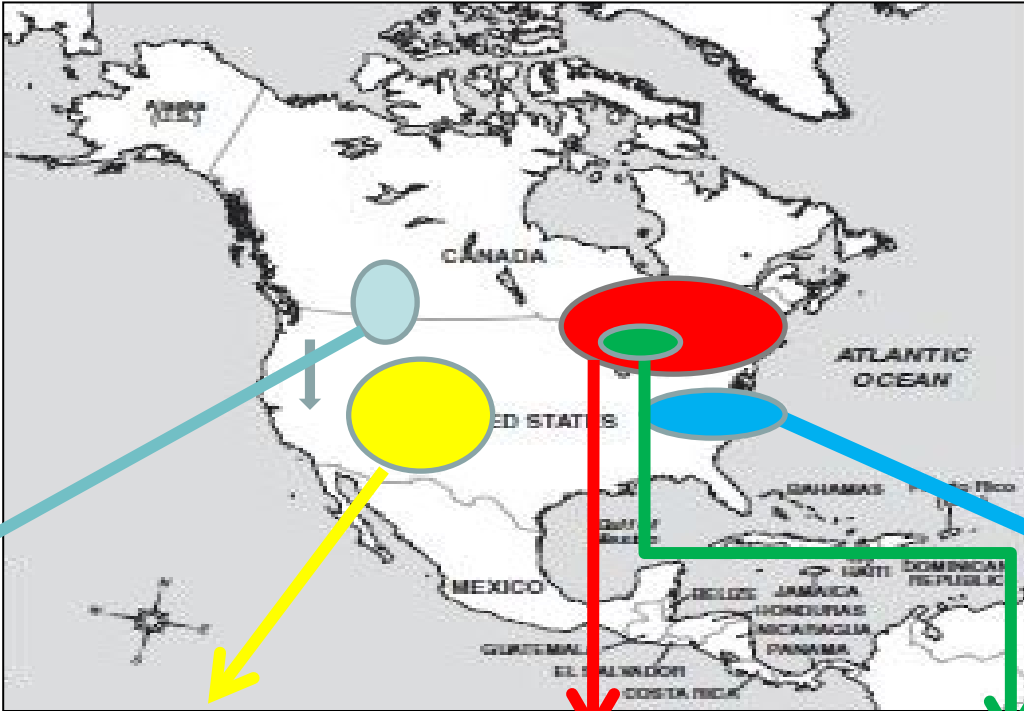 Alaska
(U.S.)
CANADA
ED STATES
ATLANTIC
OCEAN
BAHAMAS
Rico
Gulf of
Mexico
HAITI
DOMINICAN
REPUBLIC
MEXICO
BELIZE
JAMAICA
HONDURAS
NICARAGUA
GUATEMALA
PANAMA
EL SALVADOR
COSTA RICA
N
E
S